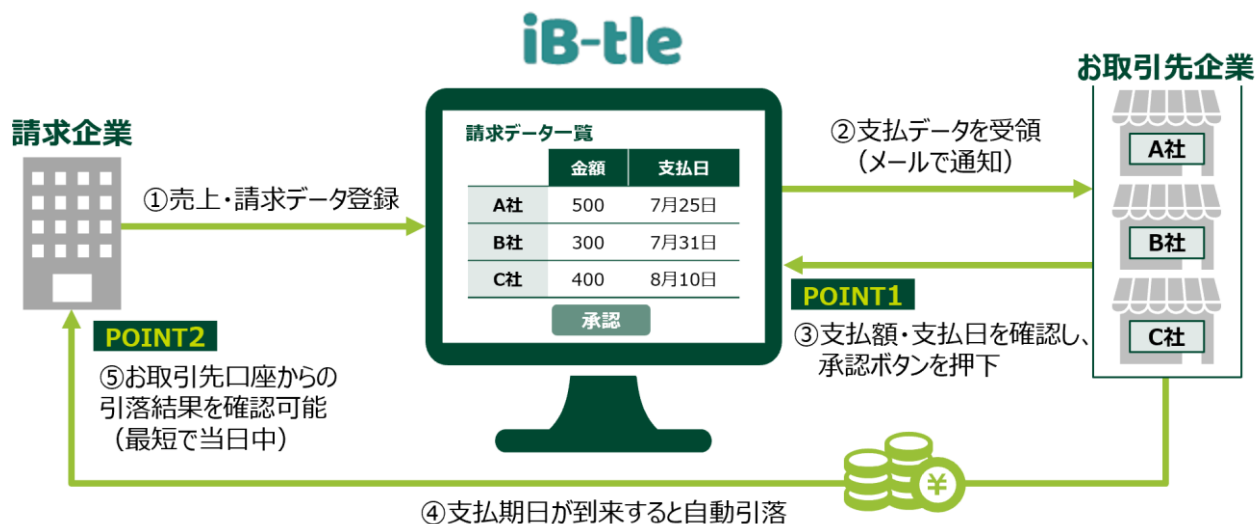 iB-tle
請求企業
①売上・請求データ登録
請求データ一覧
金額 支払日
A社 500 7月25日
B社 300 7月31日
C社 400 8月10日
承認
お取引先企業
A社
B社
C社
②支払データを受領
（メールで通知）
POINT1
③支払額・支払日を確認し、
承認ボタンを押下
¥
④支払期日が到来すると自動引落
POINT2
⑤お取引先口座からの
引落結果を確認可能
（最短で当日中）